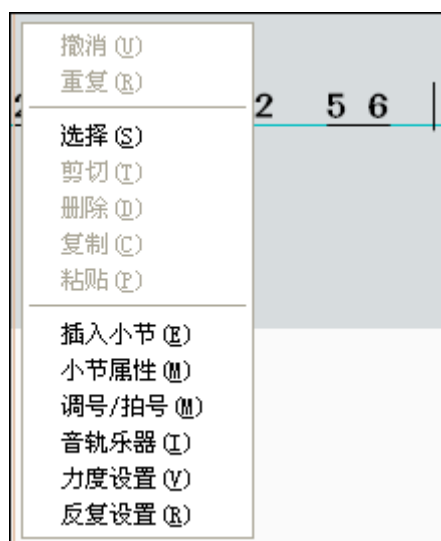 撤消(U)
重复(R)
2 2 5 6
选择(S)
剪切(T)
删除(D)
复制(C)
粘贴(P)
插入小节(E)
小节属性(M)
调号/拍号(M)
音轨乐器(I)
力度设置(V)
反复设置(R)